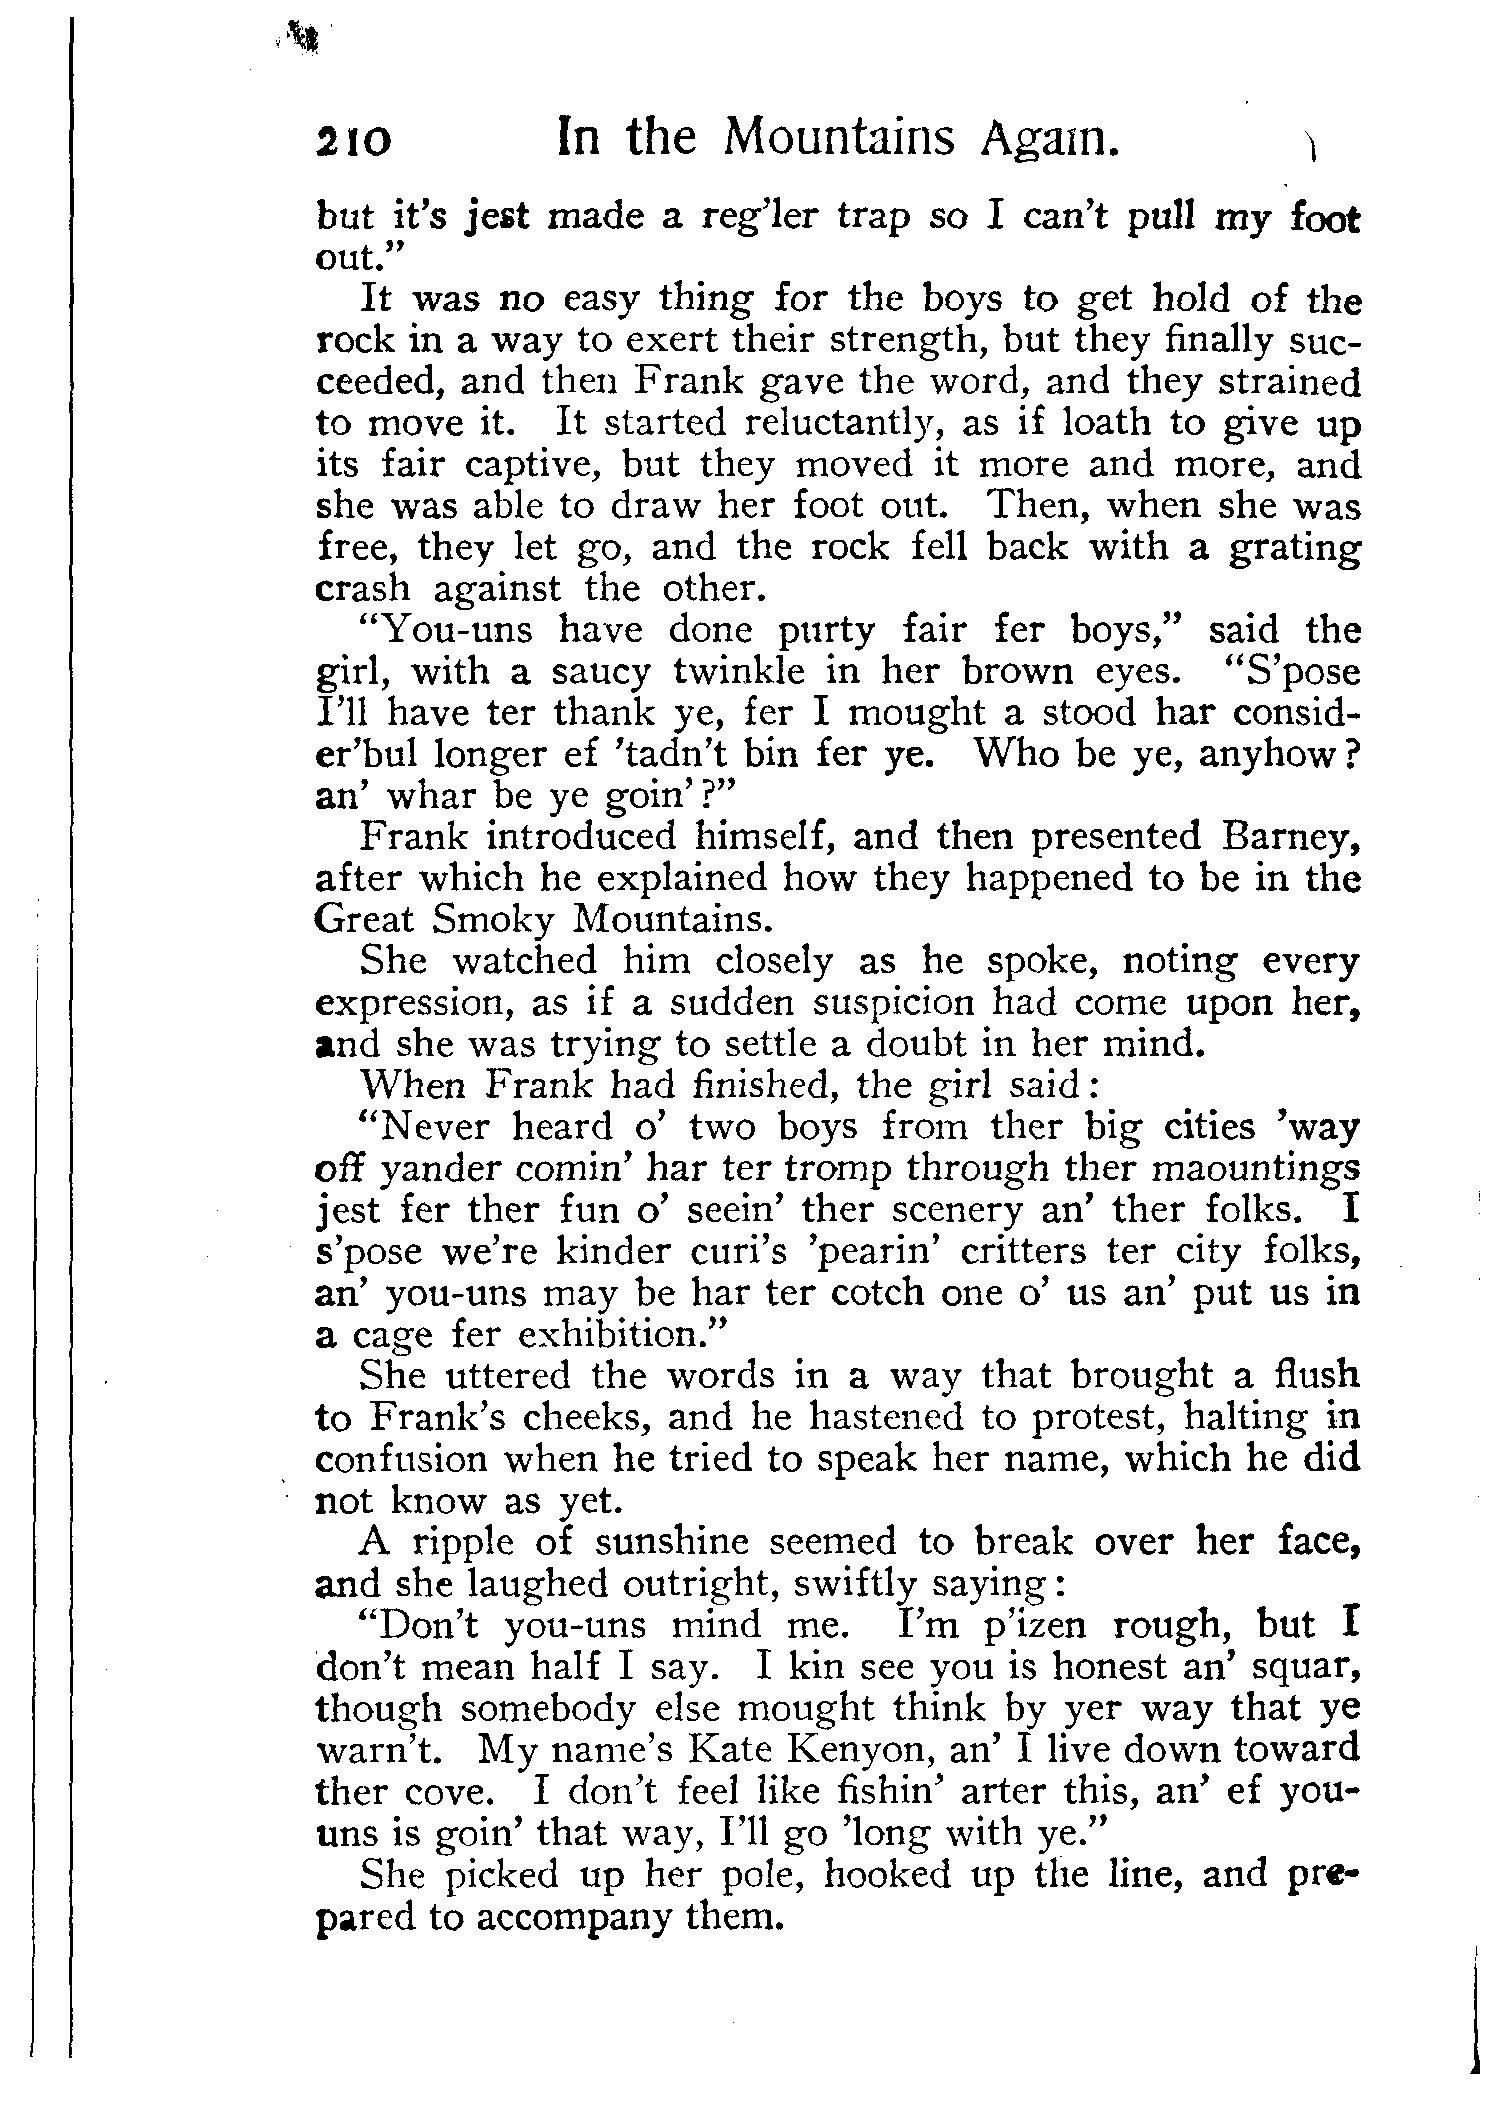 210 In the Mountains Again.
but it's jest made a reg'ler trap so I can't pull my foot
out."
It was no easy thing for the boys to get hold of the
rock in a way to exert their strength, but they finally suc-
ceeded, and then Frank gave the word, and they strained
to move it. It started reluctantly, as if loath to give up
its fair captive, but they moved it more and more, and
she was able to draw her foot out. Then, when she was
free, they let go, and the rock fell back with a grating
crash against the other.
"You-uns have done purty fair fer boys," said the
girl, with a saucy twinkle in her brown eyes. "S'pose
I'll have ter thank ye, fer I mought a stood har consid-
er'bul longer ef 'tadn't bin fer ye. Who be ye, anyhow?
an' whar be ye goin'?"
Frank introduced himself, and then presented Barney,
after which he explained how they happened to be in the
Great Smoky Mountains.
She watched him closely as he spoke, noting every
expression, as if a sudden suspicion had come upon her,
and she was trying to settle a doubt in her mind.
When Frank had finished, the girl said:
"Never heard o' two boys from ther big cities 'way
off yander comin' har ter tromp through ther maountings
jest fer ther fun o' seein' ther scenery an' ther folks. I
s'pose we're kinder curi's 'pearin' critters ter city folks,
an' you-uns may be har ter cotch one o' us an' put us in
a cage fer exhibition."
She uttered the words in a way that brought a flush
to Frank's cheeks, and he hastened to protest, halting in
confusion when he tried to speak her name, which he did
not know as yet.
A ripple of sunshine seemed to break over her face,
and she laughed outright, swiftly saying:
"Don't you-uns mind me. I'm p'izen rough, but I
don't mean half I say. I kin see you is honest an' squar,
though somebody else mought think by yer way that ye
warn't. My name's Kate Kenyon, an' I live down toward
ther cove. I don't feel like fishin' arter this, an' ef you-
uns is goin' that way, I'll go 'long with ye."
She picked up her pole, hooked up the line, and pre-
pared to accompany them.